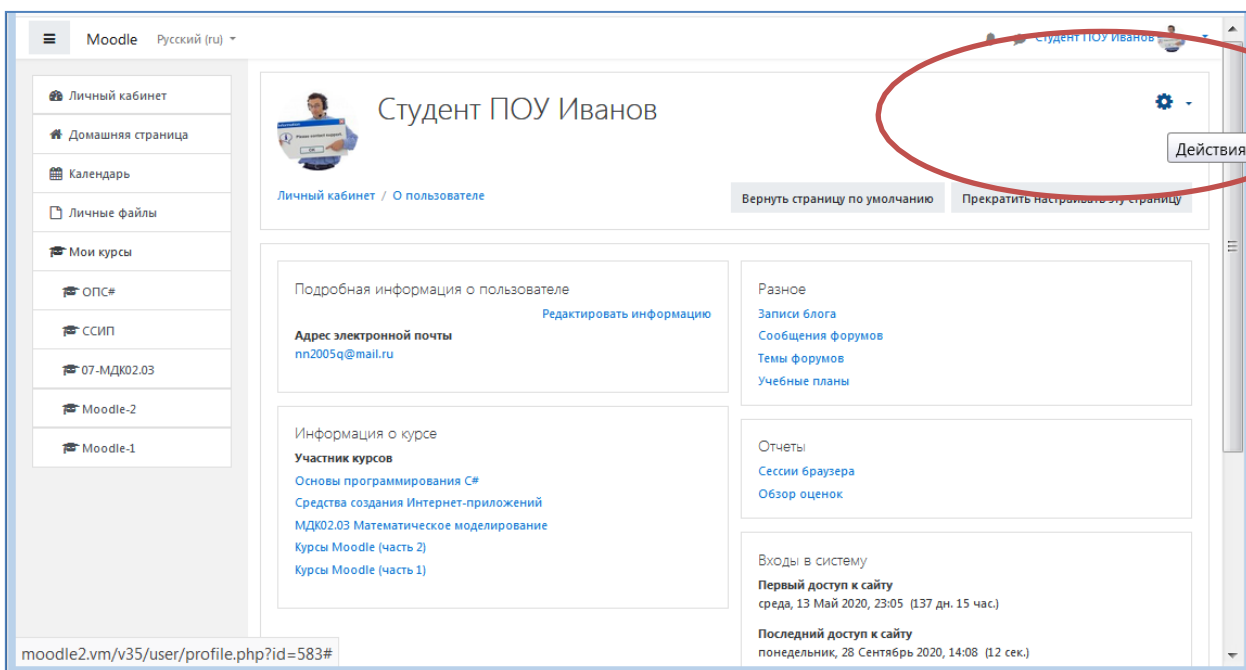 Moodle Русский (ru)
Студент ПОУ Иванов
Личный кабинет
Домашняя страница
Календарь
Личные файлы
Мои курсы
ОПС#
ССИП
07-МДК02.03
Moodle-2
Moodle-1
Студент ПОУ Иванов
Please contact support.
OK
Действия
Личный кабинет / О пользователе
Вернуть страницу по умолчанию
Прекратить настраивать эту страницу
Подробная информация о пользователе
Редактировать информацию
Адрес электронной почты
nn2005q@mail.ru
Информация о курсе
Участник курсов
Основы программирования C#
Средства создания Интернет-приложений
МДК02.03 Математическое моделирование
Курсы Moodle (часть 2)
Курсы Moodle (часть 1)
Разное
Записи блога
Сообщения форумов
Темы форумов
Учебные планы
Отчеты
Сессии браузера
Обзор оценок
Входы в систему
Первый доступ к сайту
среда, 13 Май 2020, 23:05 (137 дн. 15 час.)
Последний доступ к сайту
понедельник, 28 Сентябрь 2020, 14:08 (12 сек.)
moodle2.vm/v35/user/profile.php?id=583#